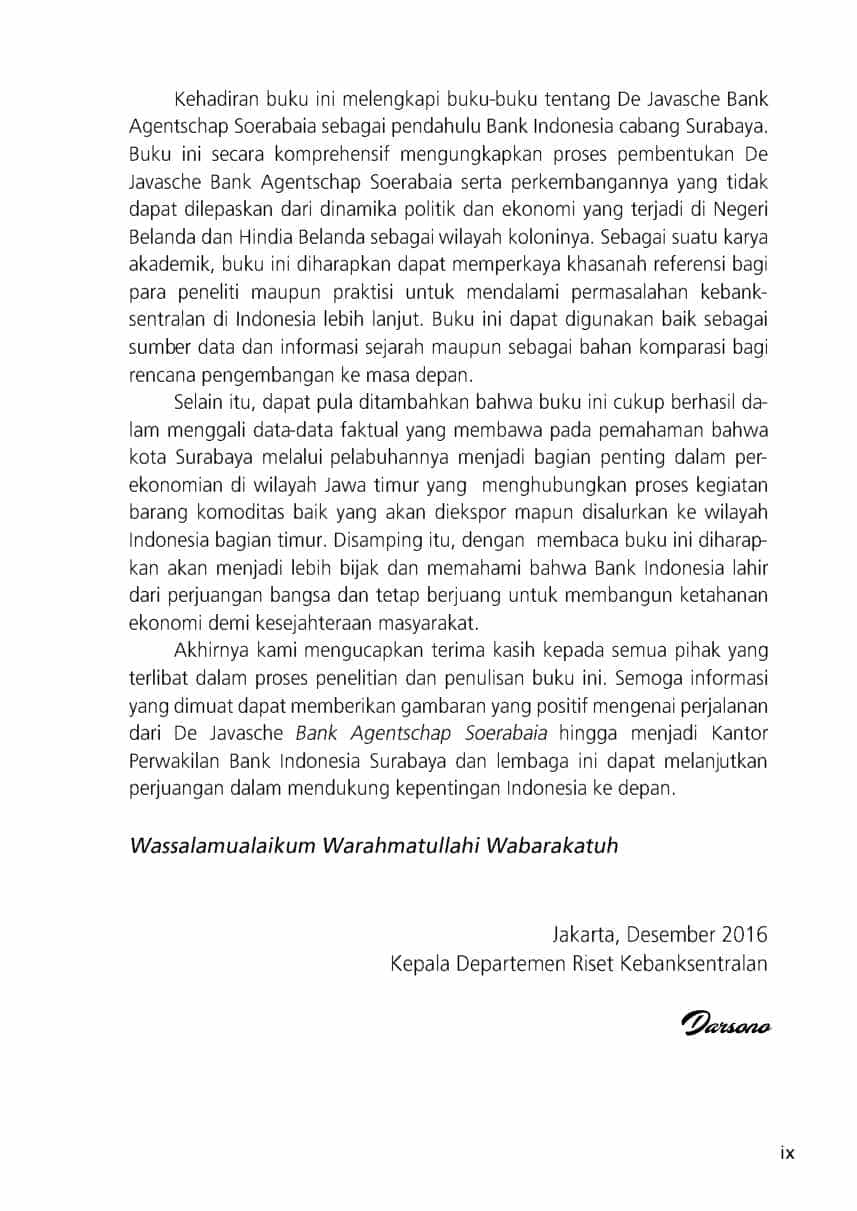 Kehadiran buku ini melengkapi buku-buku tentang De Javasche Bank
Agentschap Soerabaia sebagai pendahulu Bank Indonesia cabang Surabaya.
Buku ini secara komprehensif mengungkapkan proses pembentukan De
Javasche Bank Agentschap Soerabaia serta perkembangannya yang tidak
dapat dilepaskan dari dinamika politik dan ekonomi yang terjadi di Negeri
Belanda dan Hindia Belanda sebagai wilayah koloninya. Sebagai suatu karya
akademik, buku ini diharapkan dapat memperkaya khasanah referensi bagi
para peneliti maupun praktisi untuk mendalami permasalahan kebank-
sentralan di Indonesia lebih lanjut. Buku ini dapat digunakan baik sebagai
sumber data dan informasi sejarah maupun sebagai bahan komparasi bagi
rencana pengembangan ke masa depan.
Selain itu, dapat pula ditambahkan bahwa buku ini cukup berhasil da-
lam menggali data-data faktual yang membawa pada pemahaman bahwa
kota Surabaya melalui pelabuhannya menjadi bagian penting dalam per-
ekonomian di wilayah Jawa timur yang menghubungkan proses kegiatan
barang komoditas baik yang akan diekspor mapun disalurkan ke wilayah
Indonesia bagian timur. Disamping itu, dengan membaca buku ini diharap-
kan akan menjadi lebih bijak dan memahami bahwa Bank Indonesia lahir
dari perjuangan bangsa dan tetap berjuang untuk membangun ketahanan
ekonomi demi kesejahteraan masyarakat.
Akhirnya kami mengucapkan terima kasih kepada semua pihak yang
terlibat dalam proses penelitian dan penulisan buku ini. Semoga informasi
yang dimuat dapat memberikan gambaran yang positif mengenai perjalanan
dari De Javasche Bank Agentschap Soerabaia hingga menjadi Kantor
Perwakilan Bank Indonesia Surabaya dan lembaga ini dapat melanjutkan
perjuangan dalam mendukung kepentingan Indonesia ke depan.
Wassalamualaikum Warahmatullahi Wabarakatuh
Jakarta, Desember 2016
Kepala Departemen Riset Kebanksentralan
Darsono
ix